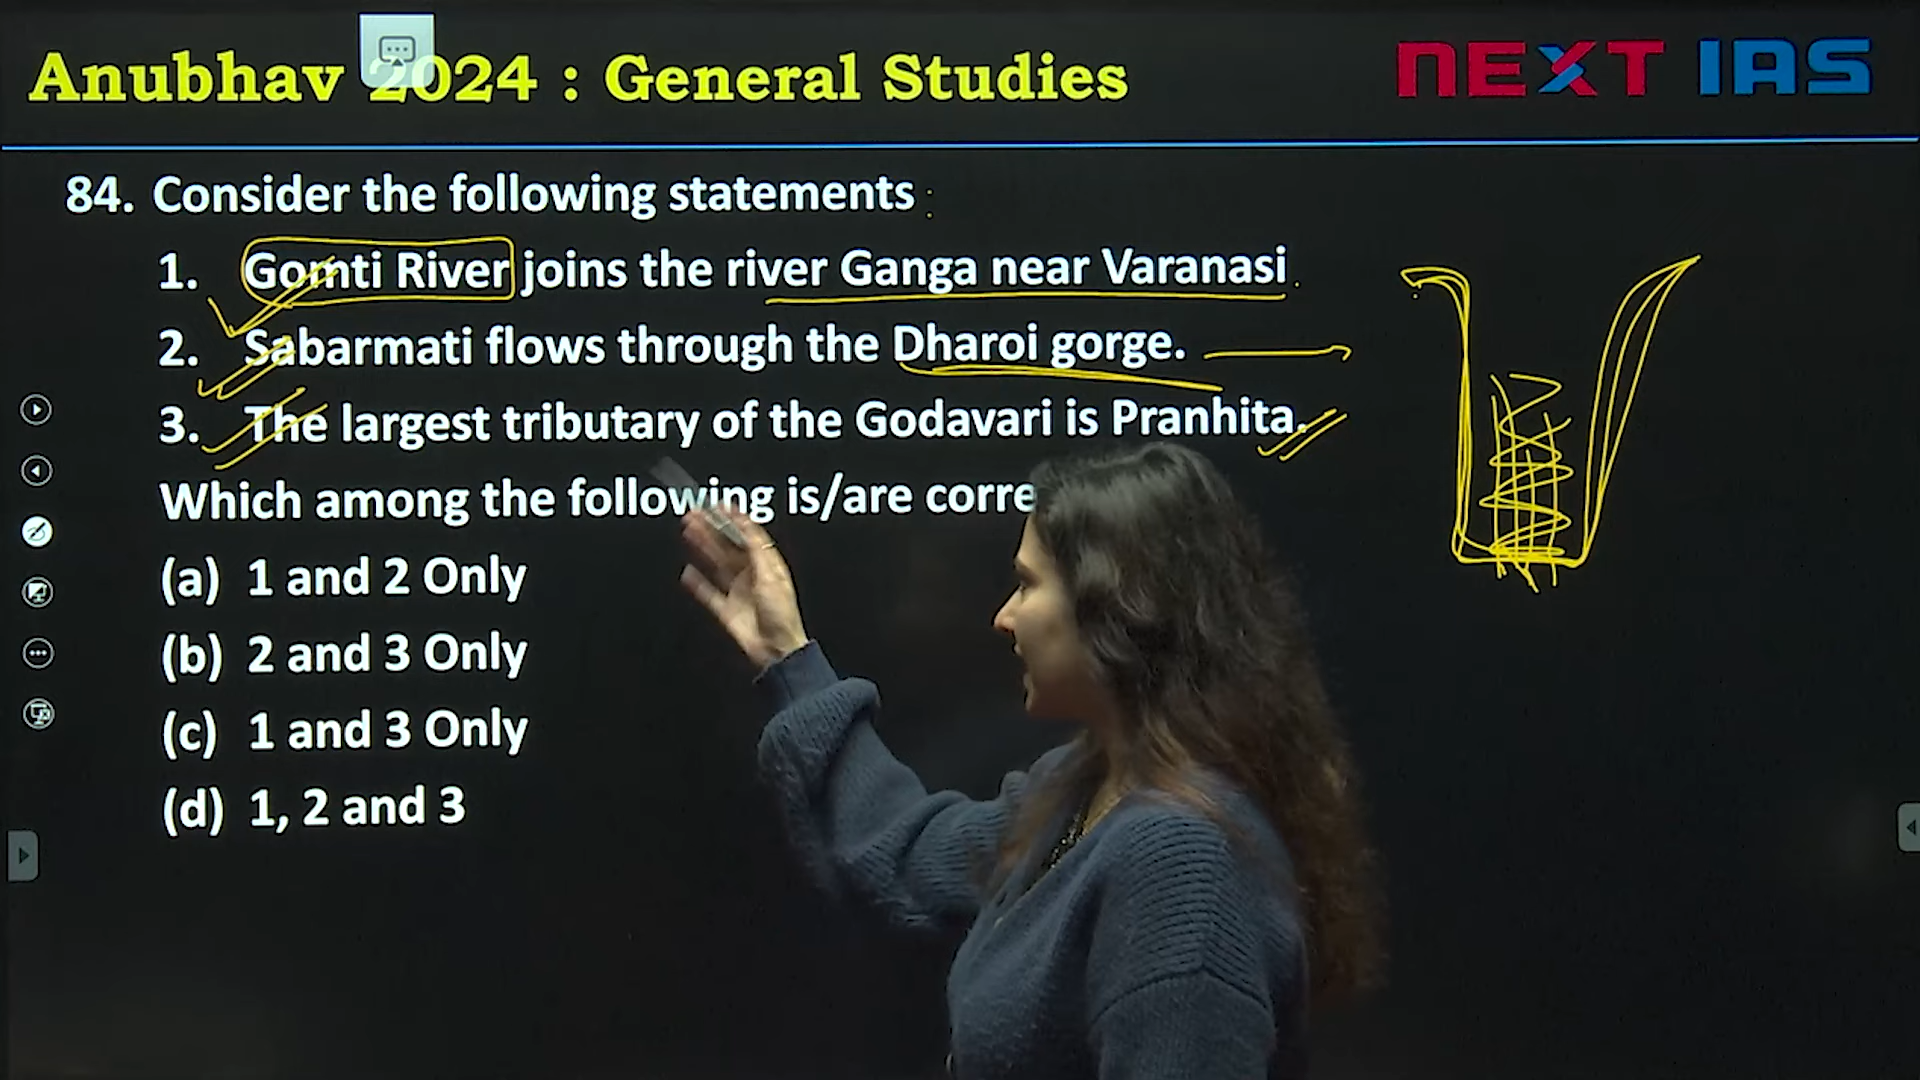 Anubhav 2024 : General Studies
NEXT IAS
84. Consider the following statements :
1. Gomti River joins the river Ganga near Varanasi.
2. Sabarmati flows through the Dharoi gorge.
3. The largest tributary of the Godavari is Pranhita.
Which among the following is/are corre
(a) 1 and 2 Only
(b) 2 and 3 Only
(c) 1 and 3 Only
(d) 1, 2 and 3